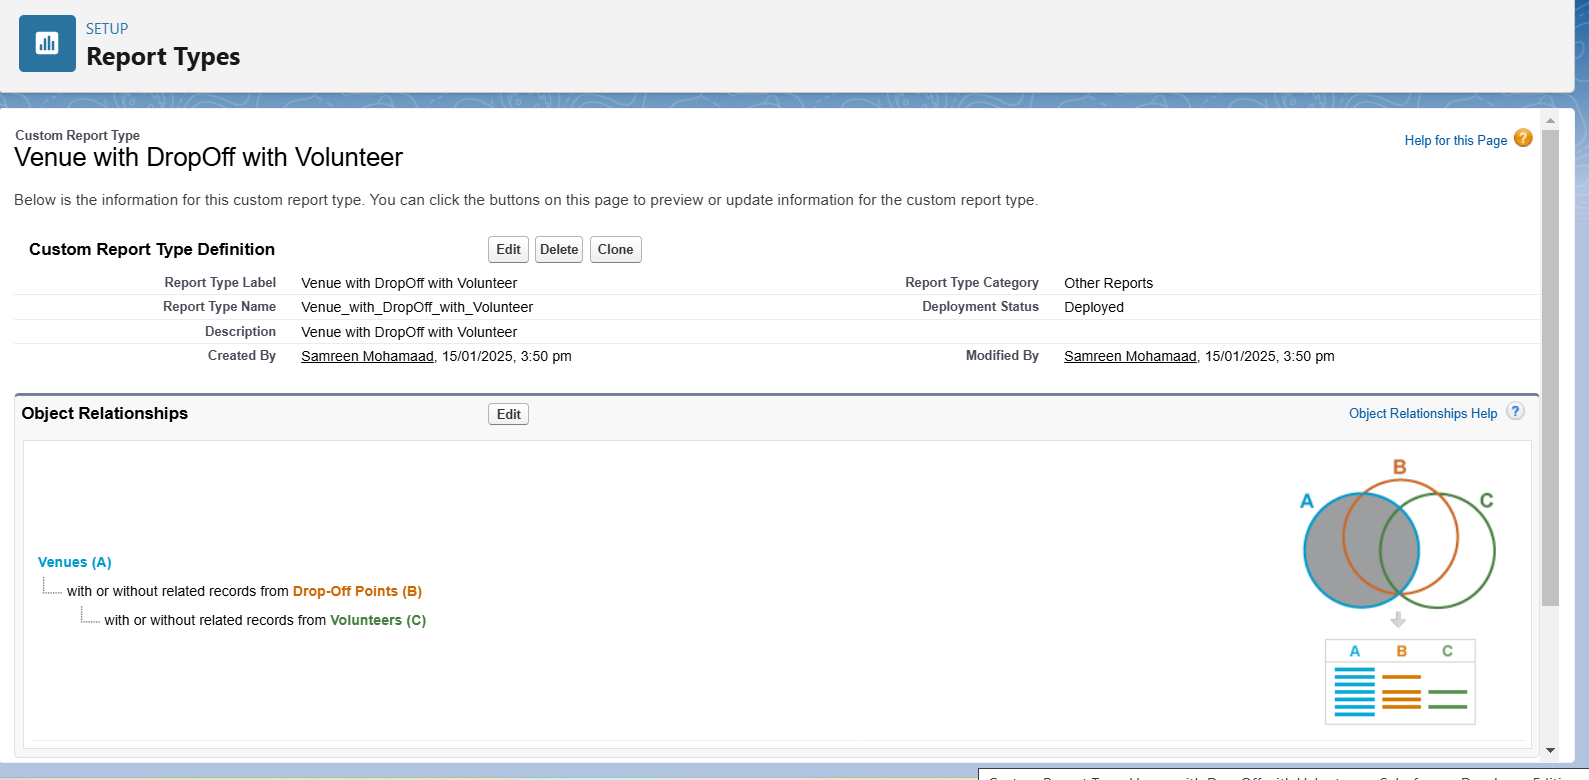 SETUP
Report Types
Custom Report Type
Venue with DropOff with Volunteer
Help for this Page ?
Below is the information for this custom report type. You can click the buttons on this page to preview or update information for the custom report type.
Custom Report Type Definition Edit Delete Clone
Report Type Label Venue with DropOff with Volunteer Report Type Category Other Reports
Report Type Name Venue_with_DropOff_with_Volunteer Deployment Status Deployed
Description Venue with DropOff with Volunteer
Created By Samreen Mohamaad, 15/01/2025, 3:50 pm Modified By Samreen Mohamaad, 15/01/2025, 3:50 pm
Object Relationships Edit Object Relationships Help ?
B
A C
Venues (A)
with or without related records from Drop-Off Points (B)
with or without related records from Volunteers (C)
A B C